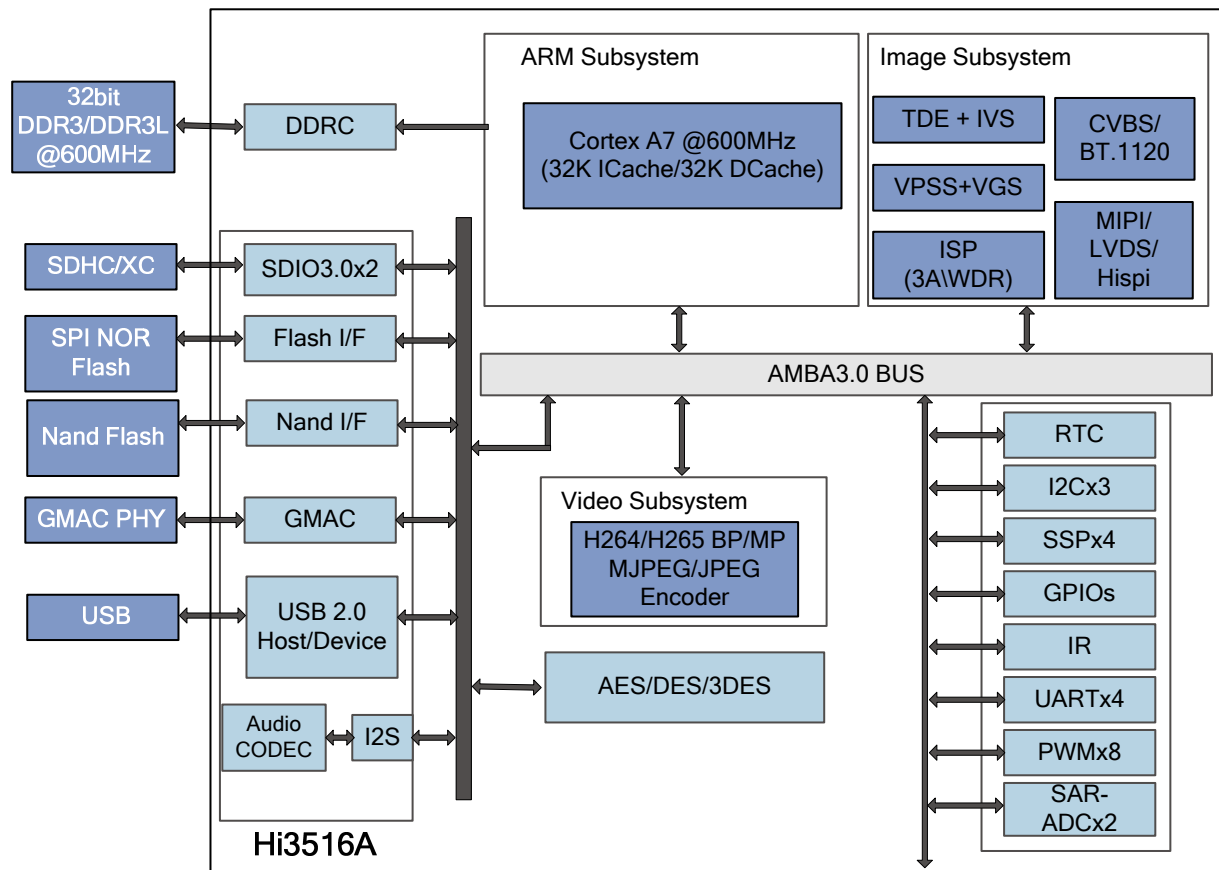 32bit
DDR3/DDR3L
@600MHz
DDRC
SDHC/XC
SDIO3.0x2
SPI NOR
Flash
Flash I/F
Nand Flash
Nand I/F
GMAC PHY
GMAC
USB
USB 2.0
Host/Device
Audio
CODEC
I2S
Hi3516A
ARM Subsystem
Cortex A7 @600MHz
(32K ICache/32K DCache)
Image Subsystem
TDE + IVS
VPSS+VGS
ISP
(3A\WDR)
CVBS/
BT.1120
MIPI/
LVDS/
Hispi
AMBA3.0 BUS
Video Subsystem
H264/H265 BP/MP
MJPEG/JPEG
Encoder
AES/DES/3DES
RTC
I2Cx3
SSPx4
GPIOs
IR
UARTx4
PWMx8
SAR-
ADCx2